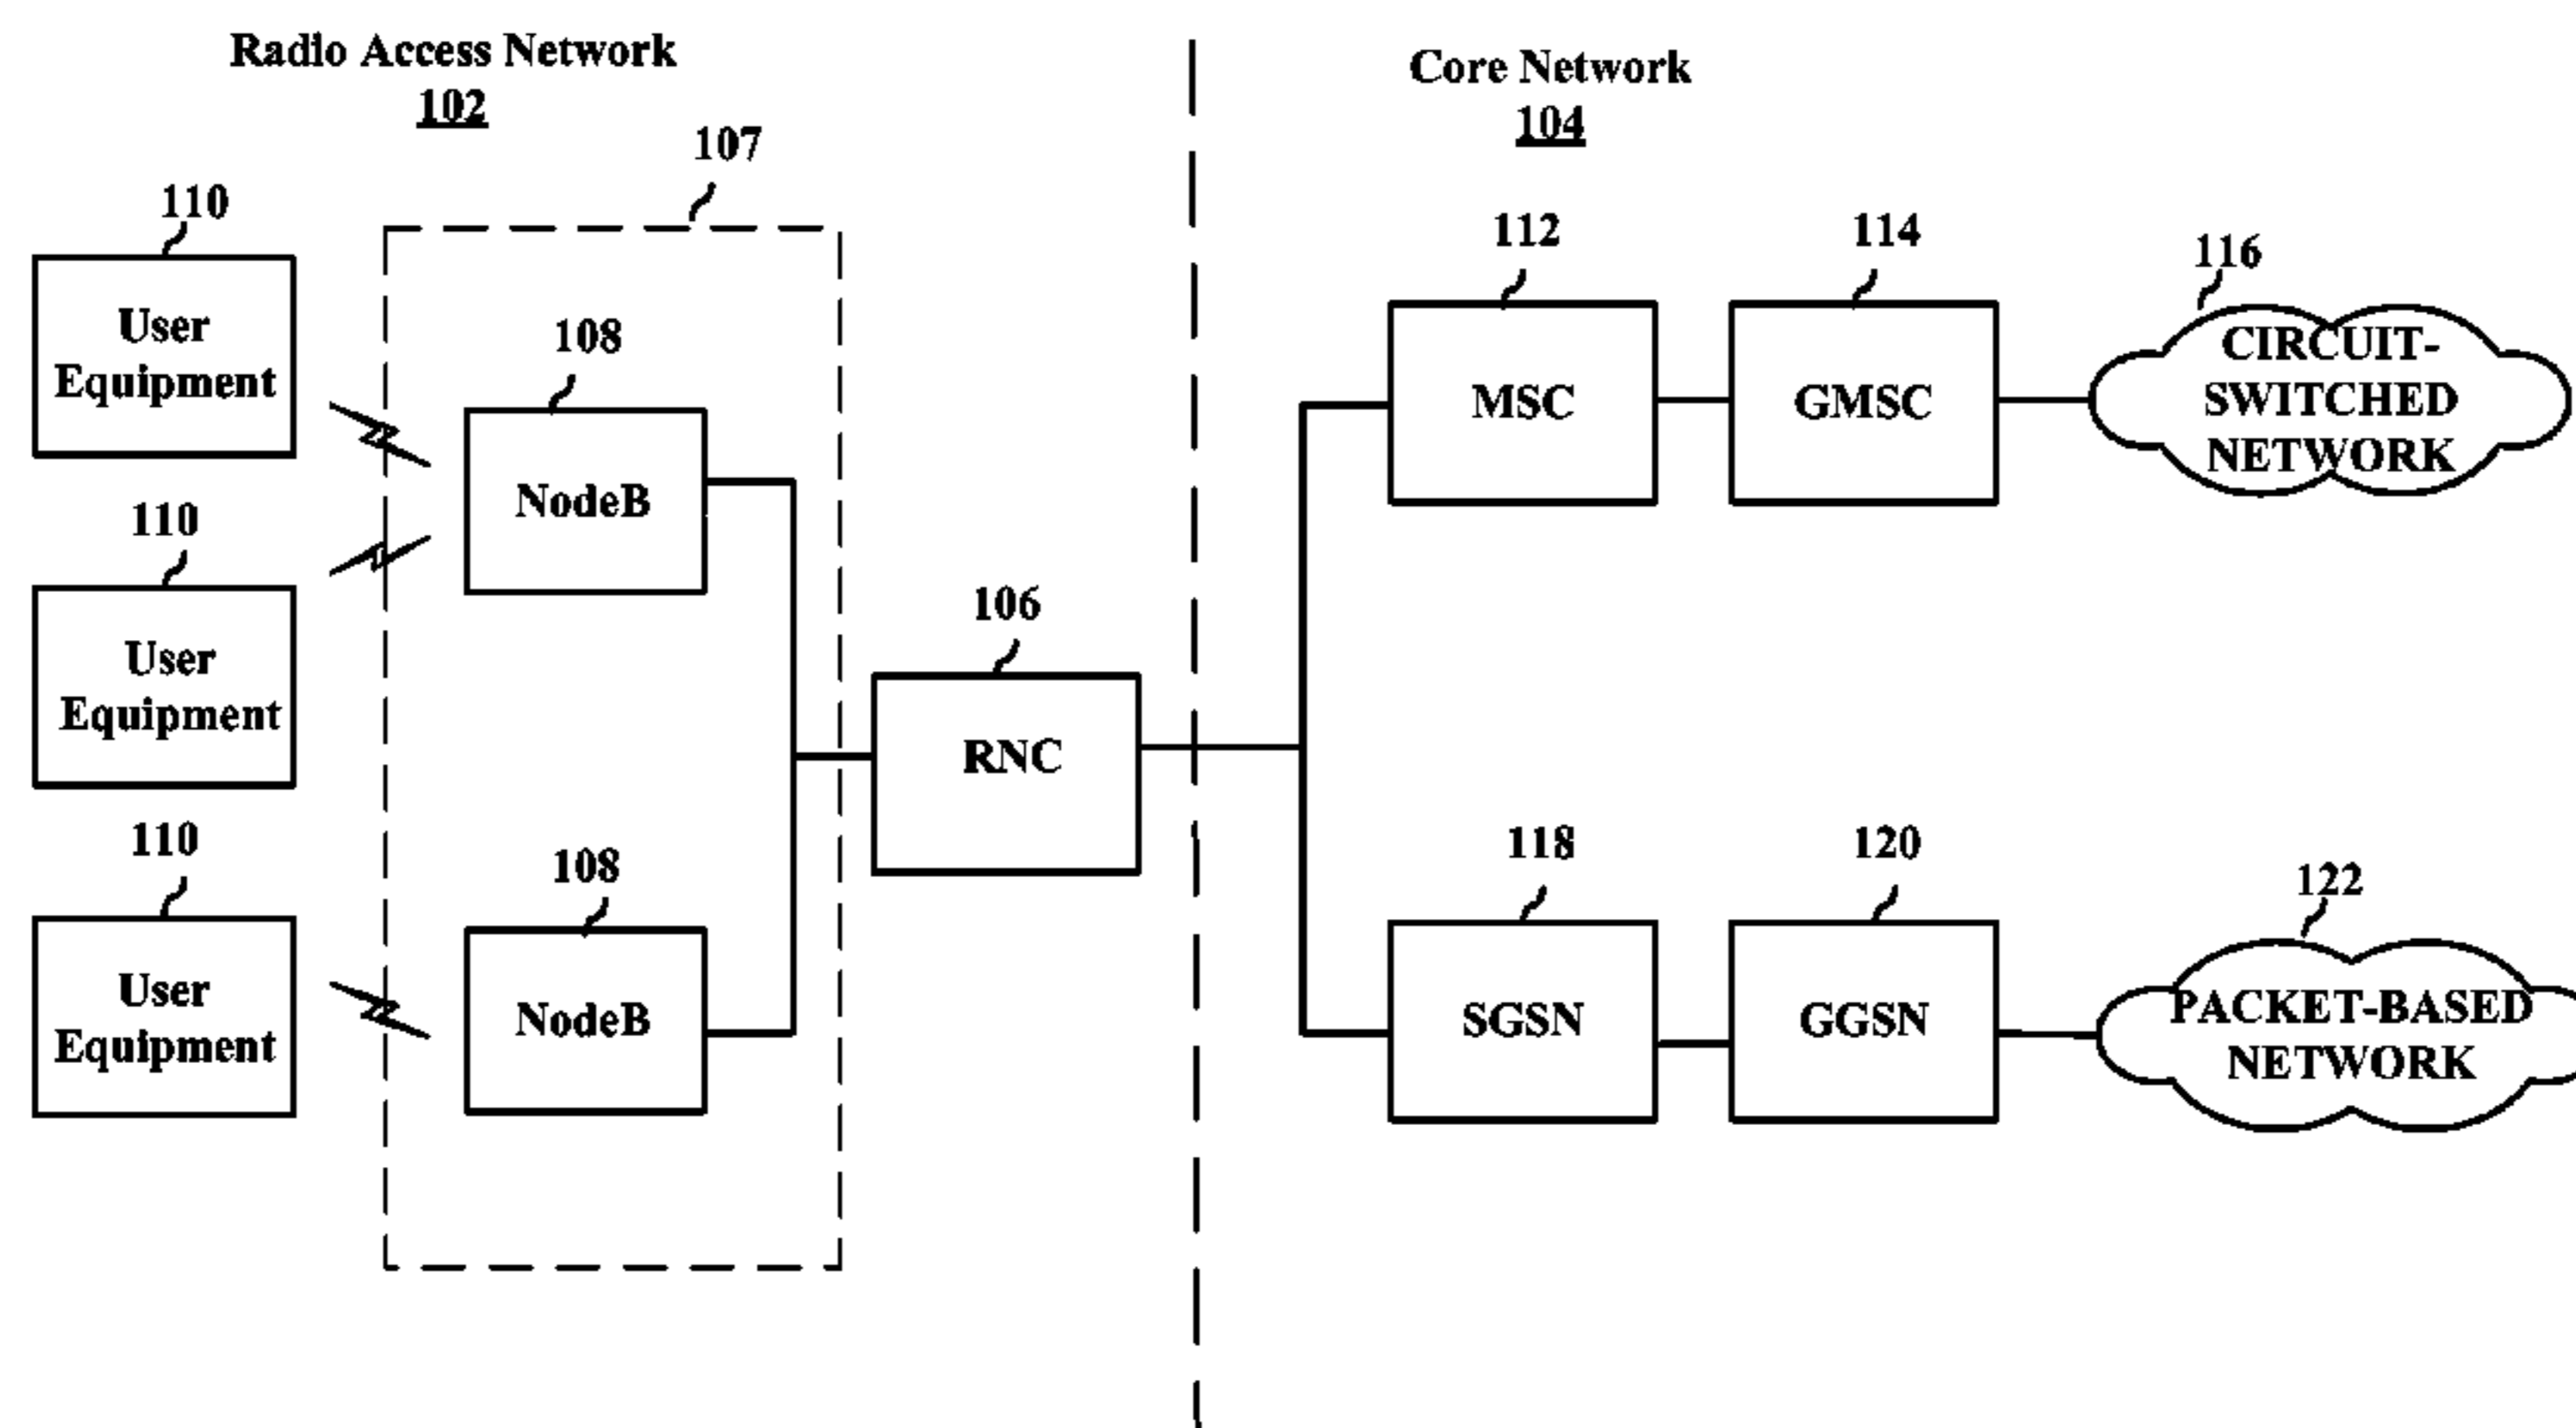 Radio Access Network
102
107
110
User
Equipment
110
User
Equipment
110
User
Equipment
108
NodeB
108
NodeB
106
RNC
Core Network
104
112
MSC
114
GMSC
116
CIRCUIT-
SWITCHED
NETWORK
118
SGSN
120
GGSN
122
PACKET-BASED
NETWORK